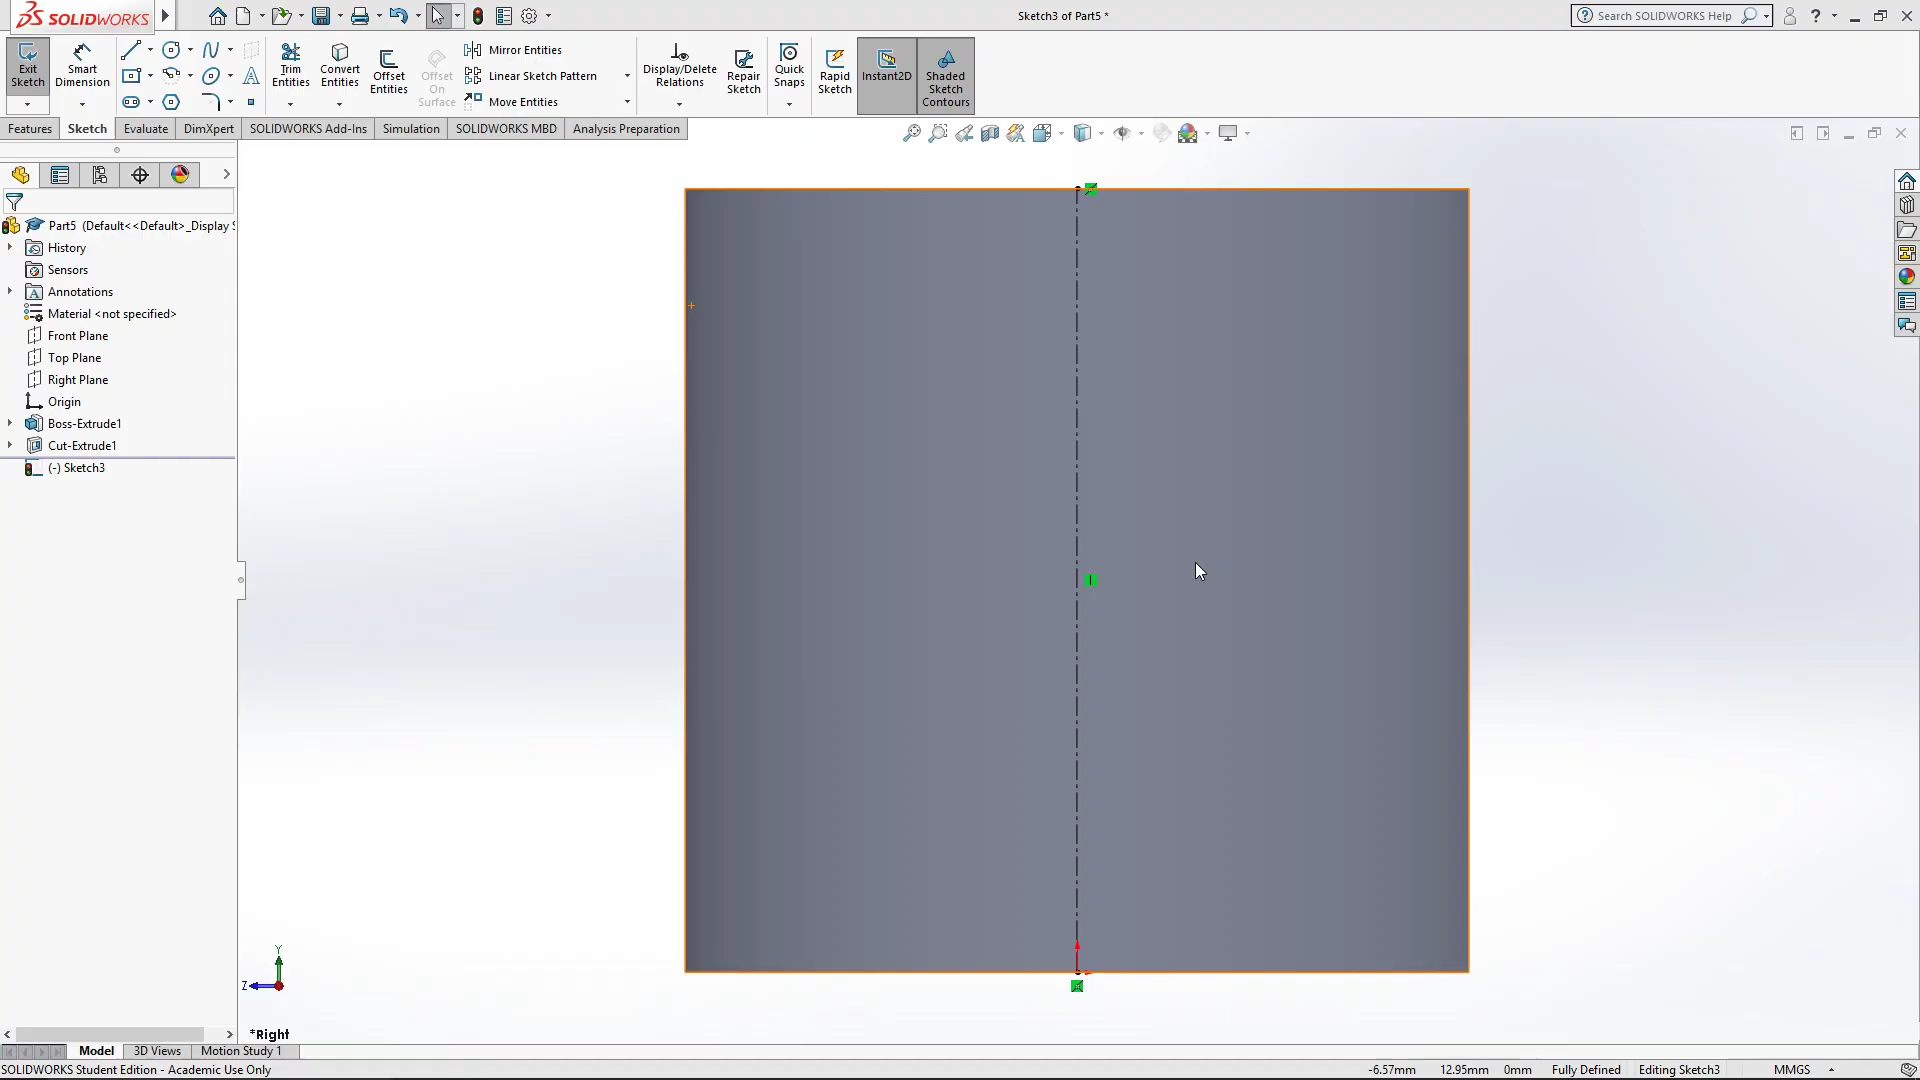 SOLIDWORKS
Sketch3 of Part5 *
Search SOLIDWORKS Help
?
Exit Sketch
Smart Dimension
Trim Entities
Convert Entities
Offset Entities
Offset On Surface
Mirror Entities
Linear Sketch Pattern
Move Entities
Display/Delete Relations
Repair Sketch
Quick Snaps
Rapid Sketch
Instant2D
Shaded Sketch Contours
Features Sketch Evaluate DimXpert SOLIDWORKS Add-Ins Simulation SOLIDWORKS MBD Analysis Preparation
Part5 (Default<<Default>_Display S
History
Sensors
Annotations
Material <not specified>
Front Plane
Top Plane
Right Plane
Origin
Boss-Extrude1
Cut-Extrude1
(-) Sketch3
Y
Z
*Right
Model 3D Views Motion Study 1
SOLIDWORKS Student Edition - Academic Use Only
-6.57mm 12.95mm 0mm Fully Defined Editing Sketch3 MMGS